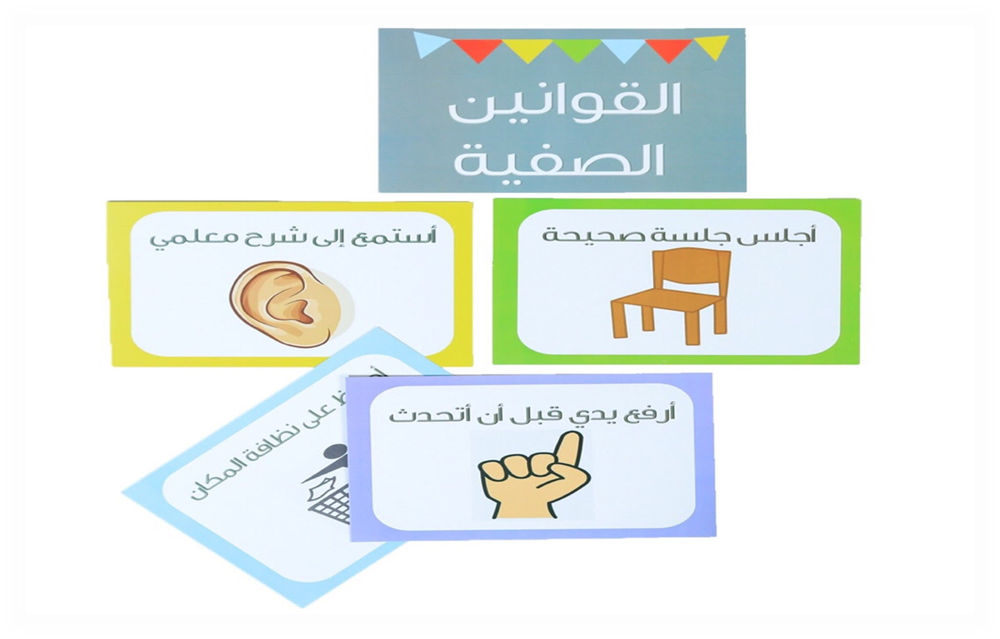 القوانين
الصفية
أجلس جلسة صحيحة
أستمع إلى شرح معلمي
أرفع يدي قبل أن أتحدث
على نظافة المكان